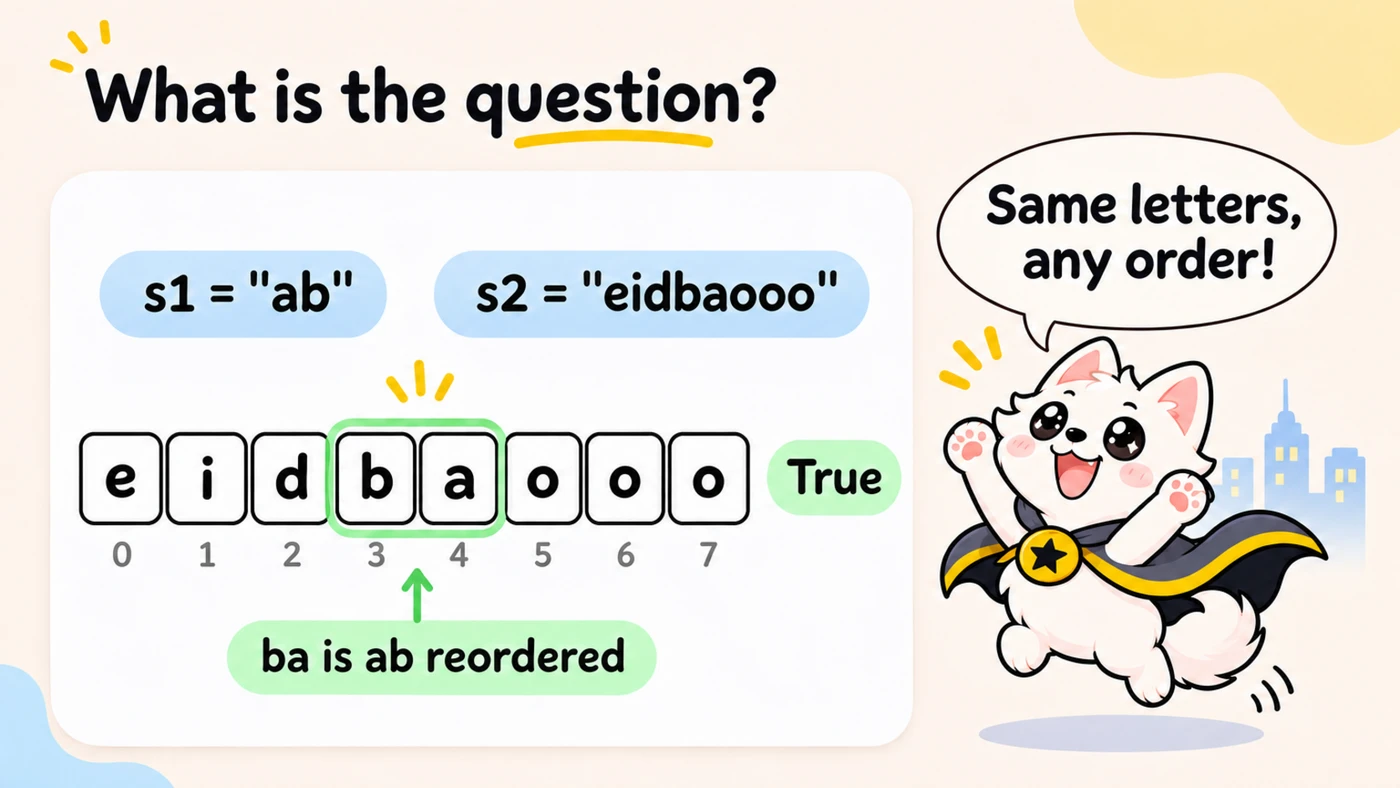 What is the question?
Same letters,
any order!
s1 = "ab"
s2 = "eidbaooo"
e i d b a o o o
True
0 1 2 3 4 5 6 7
ba is ab reordered